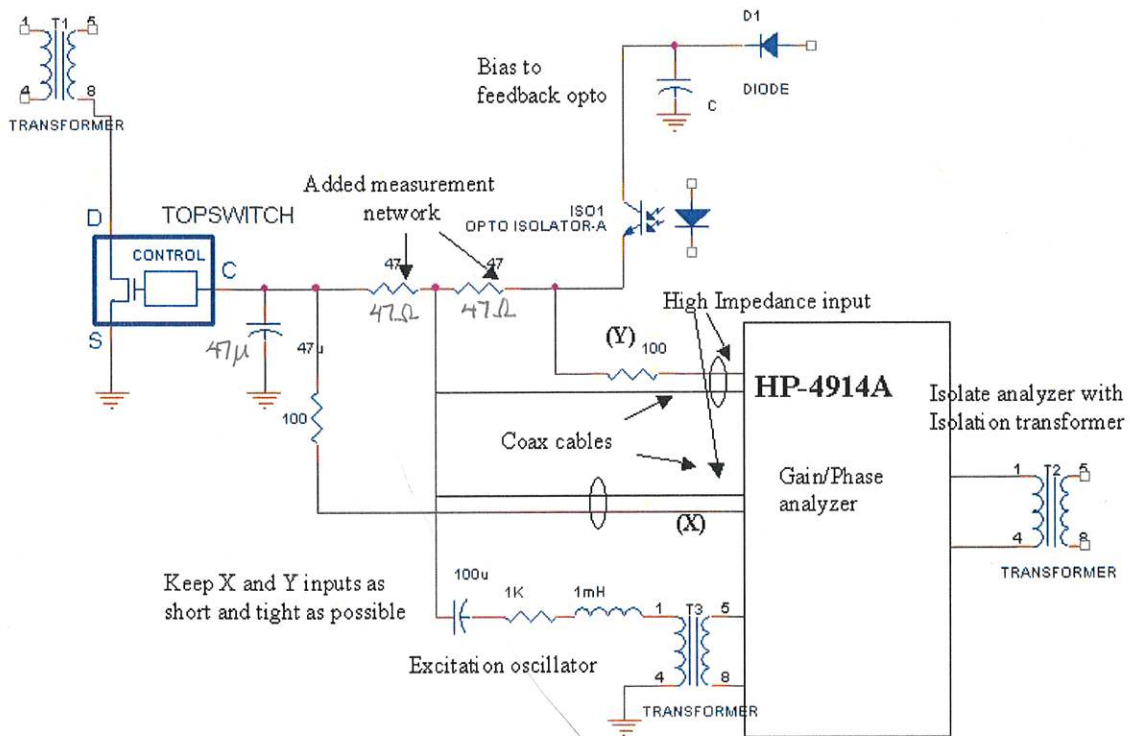 1 T1 5
4 8
TRANSFORMER
D1
DIODE
Bias to
feedback opto
C
Added measurement
network
ISO1
OPTO ISOLATOR-A
D
TOPSWITCH
CONTROL
C
S
47 47
47Ω 47Ω
47μ
47u
100
High Impedance input
(Y)
100
HP-4914A
Isolate analyzer with
Isolation transformer
Coax cables
Gain/Phase
analyzer
1 T2 5
4 8
TRANSFORMER
(X)
Keep X and Y inputs as
short and tight as possible
100u
1K
1mH
1 T3 5
4 8
TRANSFORMER
Excitation oscillator